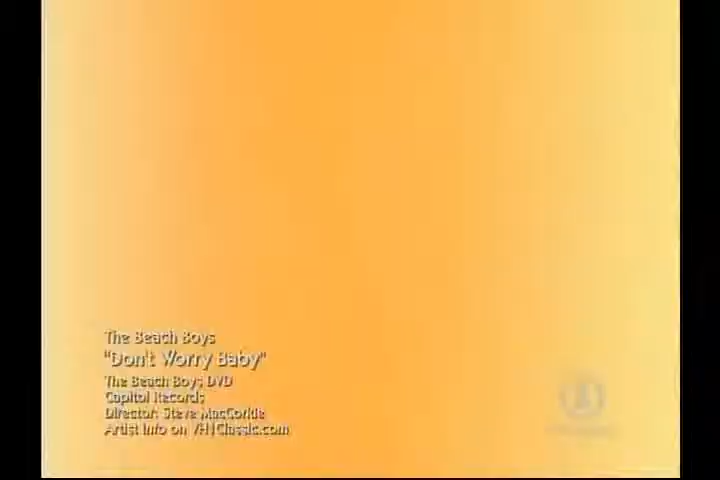 The Beach Boys
"Don't Worry Baby"
The Beach Boys DVD
Capitol Records
Director: Steve MacCorkle
Artist Info on VH1Classic.com